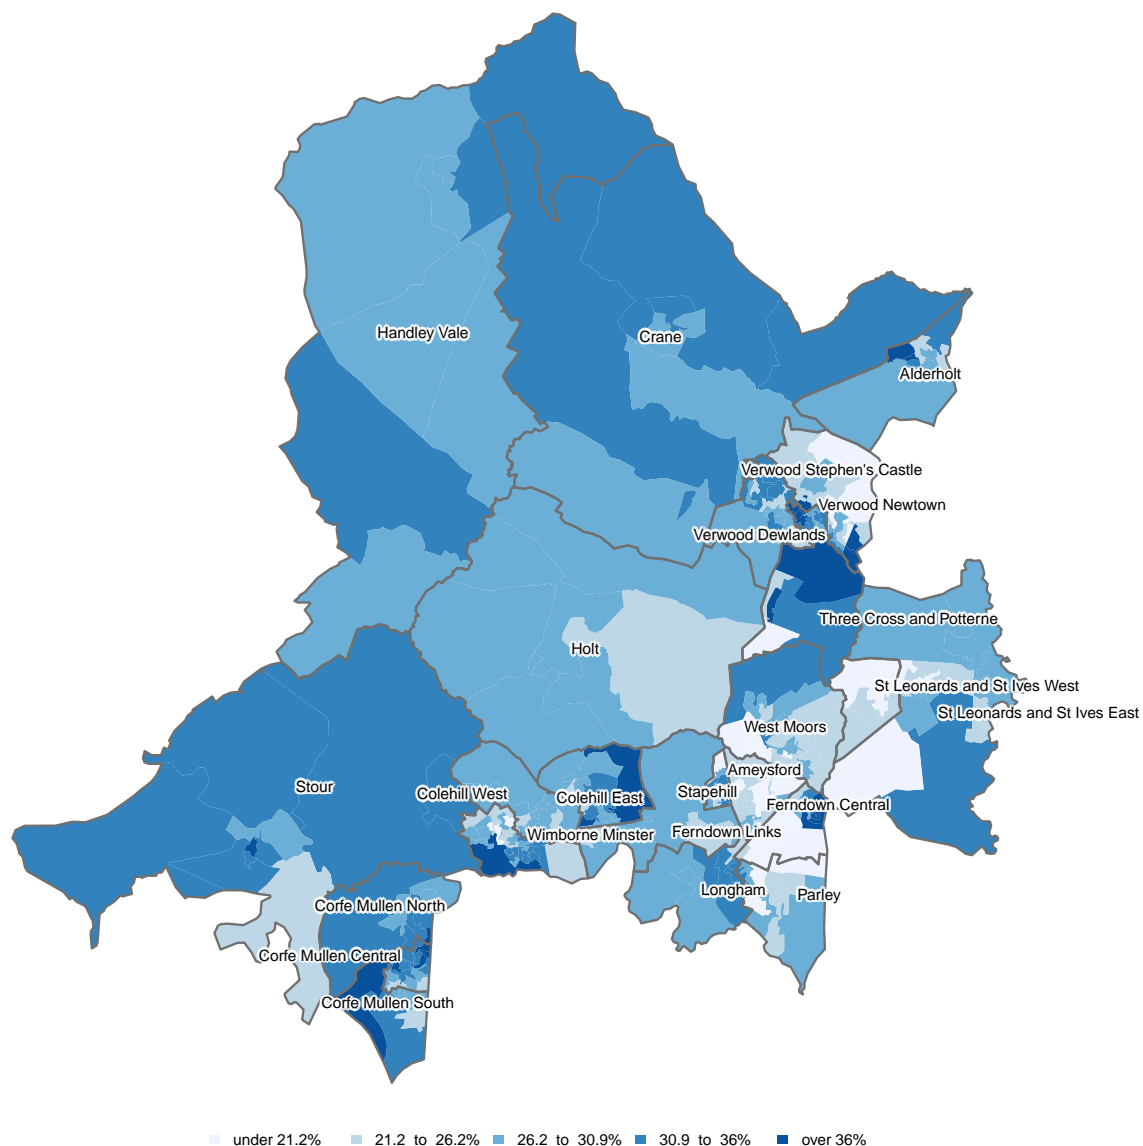 Handley Vale
Crane
Alderholt
Verwood Stephen's Castle
Verwood Newtown
Verwood Dewlands
Three Cross and Potterne
Holt
St Leonards and St Ives West
St Leonards and St Ives East
West Moors
Ameysford
Stour
Colehill West
Colehill East
Stapehill
Ferndown Central
Wimborne Minster
Ferndown Links
Longham
Parley
Corfe Mullen North
Corfe Mullen Central
Corfe Mullen South
under 21.2% 21.2 to 26.2% 26.2 to 30.9% 30.9 to 36% over 36%